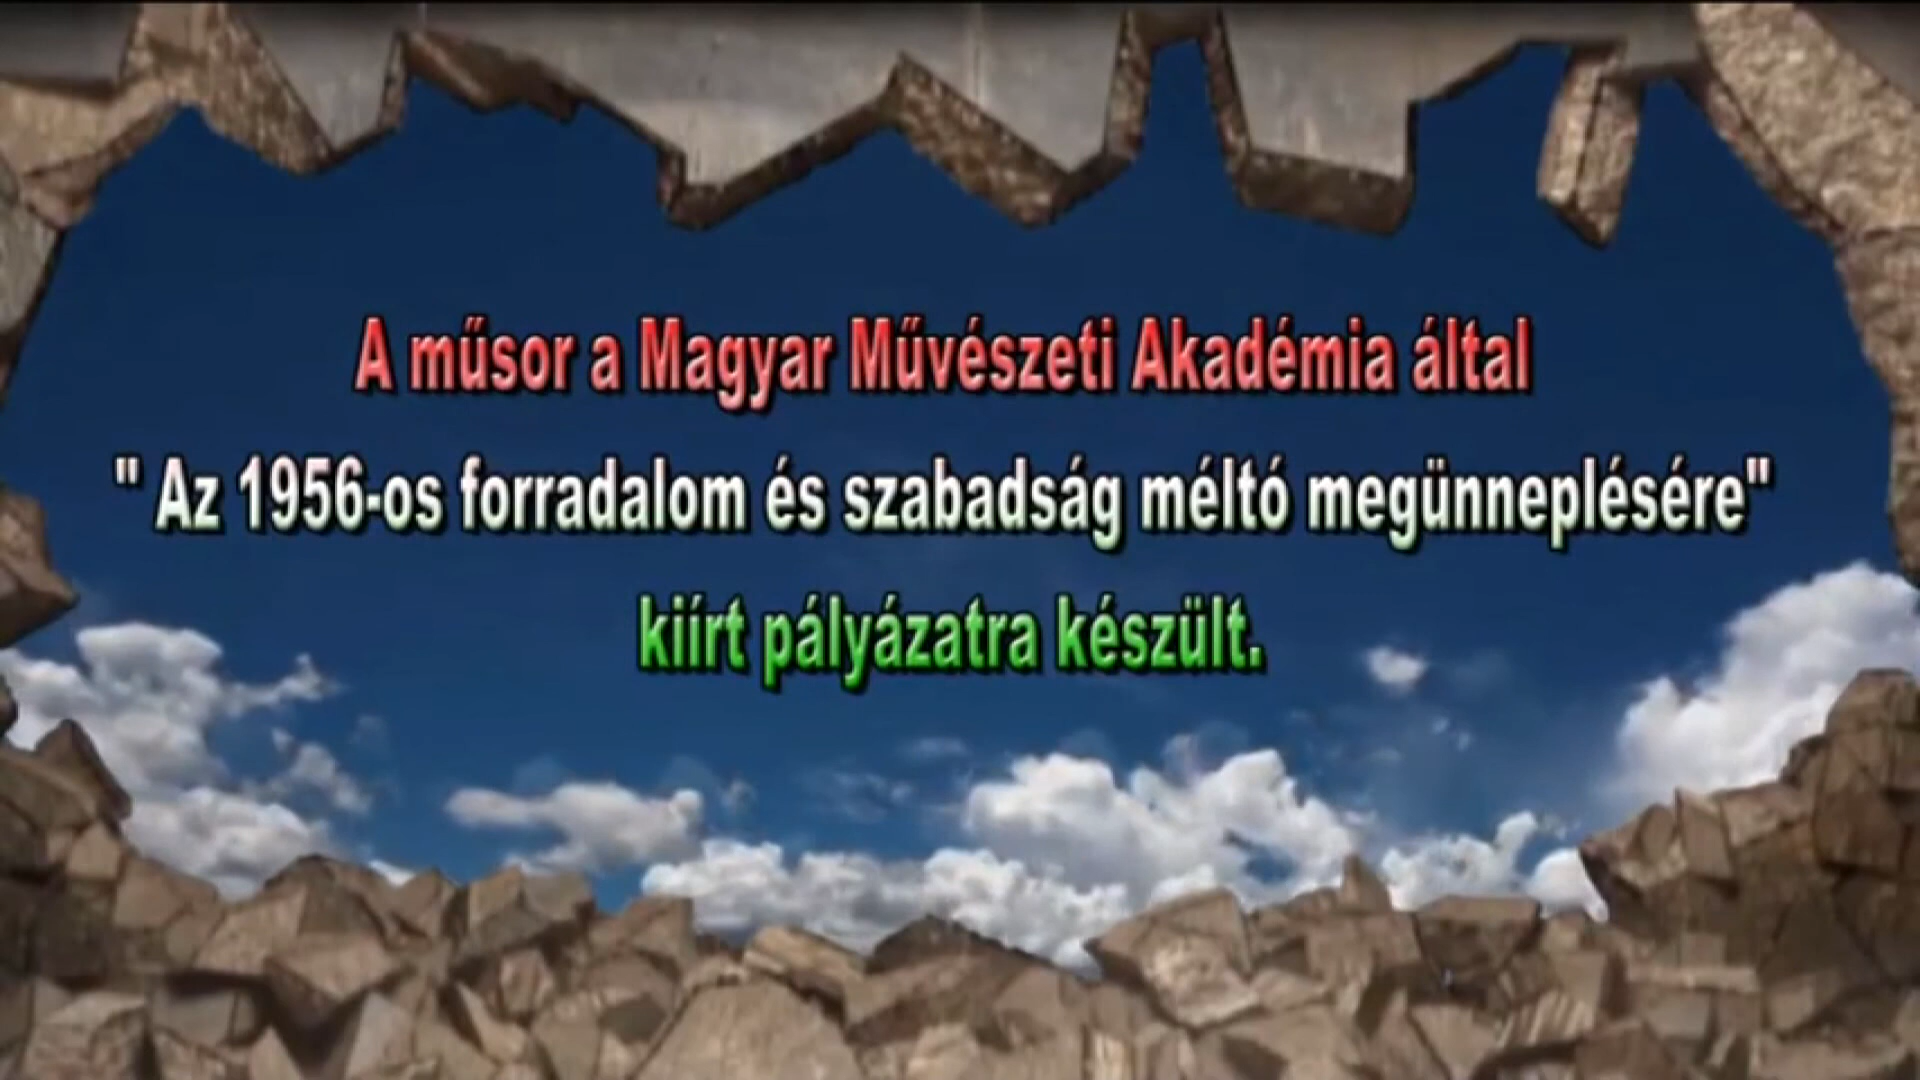 A műsor a Magyar Művészeti Akadémia által
" Az 1956-os forradalom és szabadság méltó megünneplésére"
kiírt pályázatra készült.